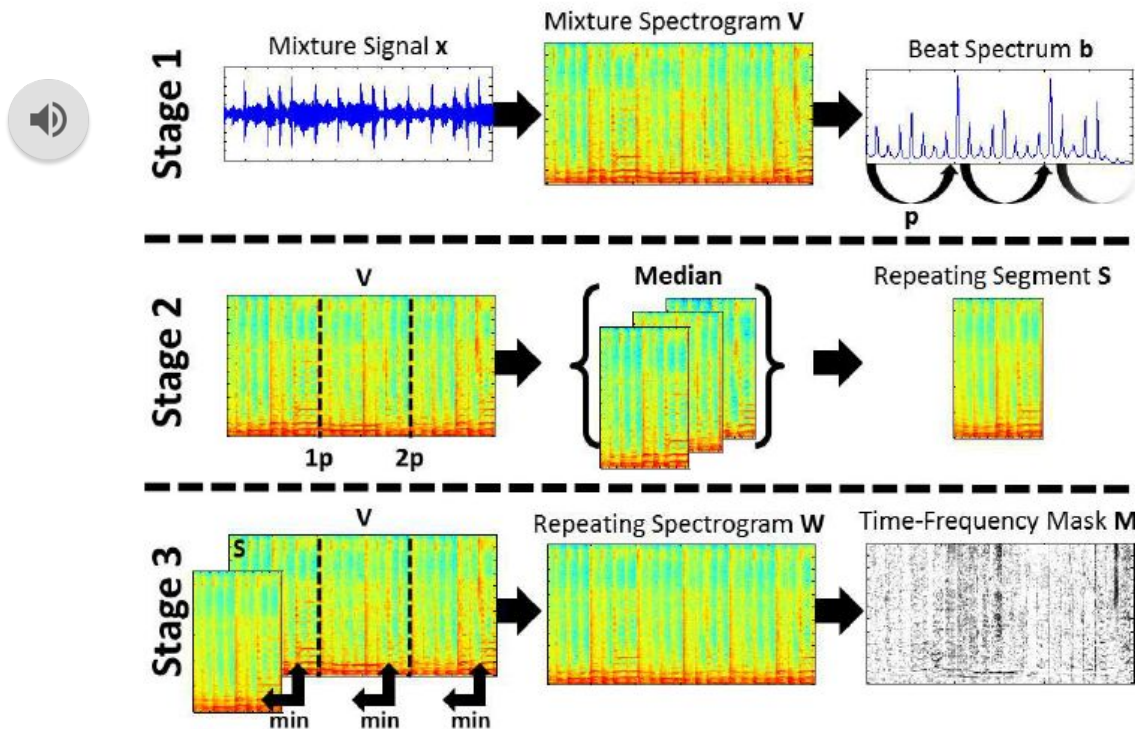 Stage 1
Mixture Signal x
Mixture Spectrogram V
Beat Spectrum b
p
Stage 2
V
1p
2p
Median
Repeating Segment S
Stage 3
S
V
min
min
min
Repeating Spectrogram W
Time-Frequency Mask M